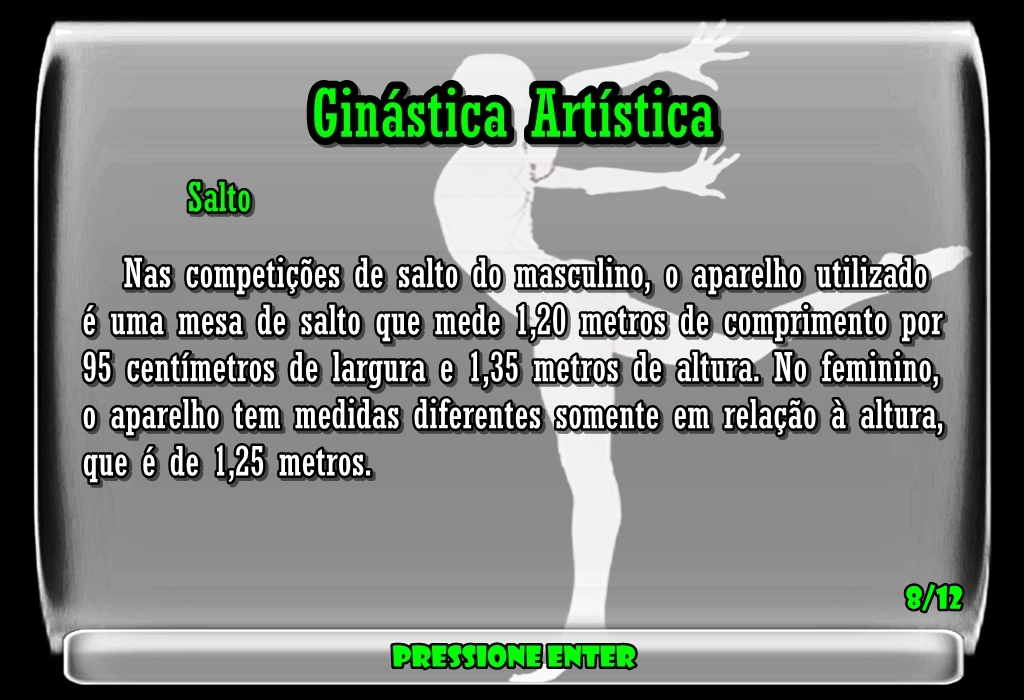 Ginástica Artística
Salto
Nas competições de salto do masculino, o aparelho utilizado
é uma mesa de salto que mede 1,20 metros de comprimento por
95 centímetros de largura e 1,35 metros de altura. No feminino,
o aparelho tem medidas diferentes somente em relação à altura,
que é de 1,25 metros.
8/12
PRESSIONE ENTER